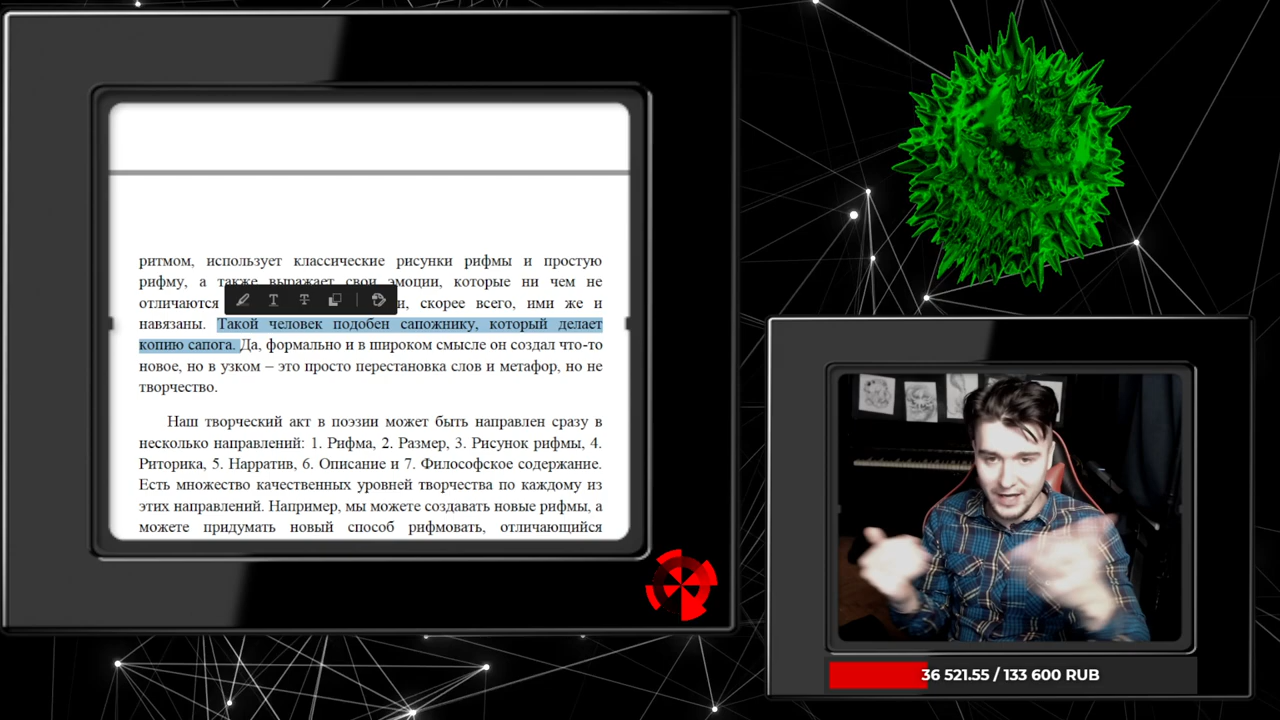 ритмом, использует классические рисунки рифмы и простую
рифму, а также выражает свои эмоции, которые ни чем не
отличаются и, скорее всего, ими же и
навязаны. Такой человек подобен сапожнику, который делает
копию сапога. Да, формально и в широком смысле он создал что-то
новое, но в узком – это просто перестановка слов и метафор, но не
творчество.
Наш творческий акт в поэзии может быть направлен сразу в
несколько направлений: 1. Рифма, 2. Размер, 3. Рисунок рифмы, 4.
Риторика, 5. Нарратив, 6. Описание и 7. Философское содержание.
Есть множество качественных уровней творчества по каждому из
этих направлений. Например, мы можете создавать новые рифмы, а
можете придумать новый способ рифмовать, отличающийся
36 521.55 / 133 600 RUB